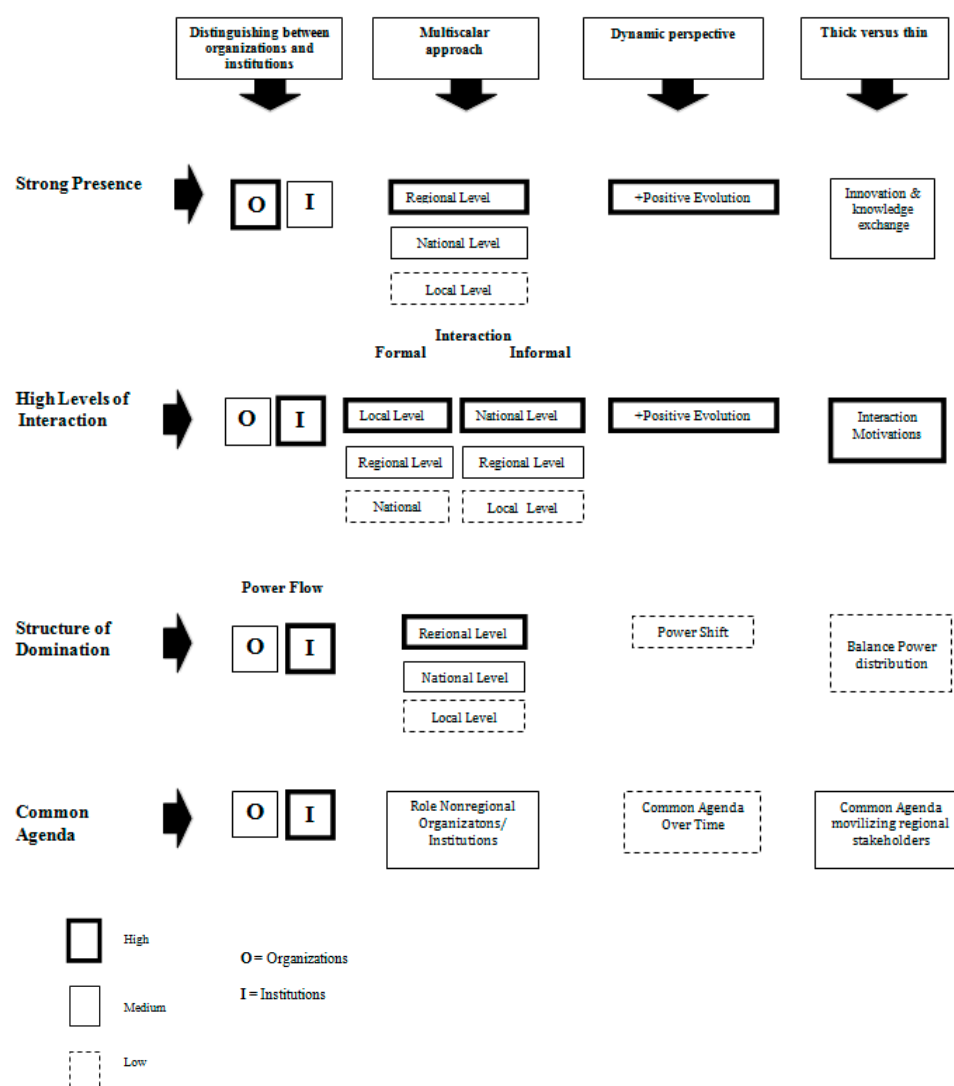 Distinguishing between
organizations and
institutions
Multiscalar
approach
Dynamic perspective
Thick versus thin
Strong Presence
O
I
Regional Level
National Level
Local Level
+Positive Evolution
Innovation &
knowledge
exchange
Interaction
Formal
Informal
High Levels of
Interaction
O
I
Local Level
National Level
Regional Level
Regional Level
National
Local Level
+Positive Evolution
Interaction
Motivations
Power Flow
Structure of
Domination
O
I
Regional Level
National Level
Local Level
Power Shift
Balance Power
distribution
Common
Agenda
O
I
Role Nonregional
Organizatons/
Institutions
Common Agenda
Over Time
Common Agenda
movilizing regional
stakeholders
High
Medium
Low
O = Organizations
I = Institutions